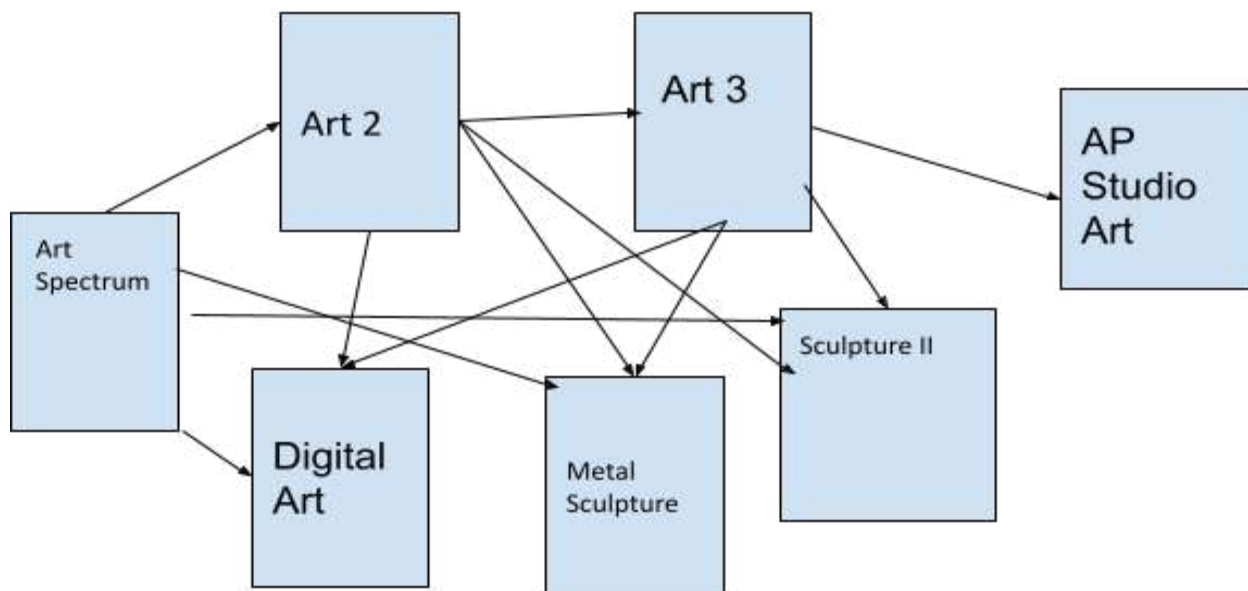 Art 2
Art 3
AP
Studio
Art
Art
Spectrum
Sculpture II
Digital
Art
Metal
Sculpture